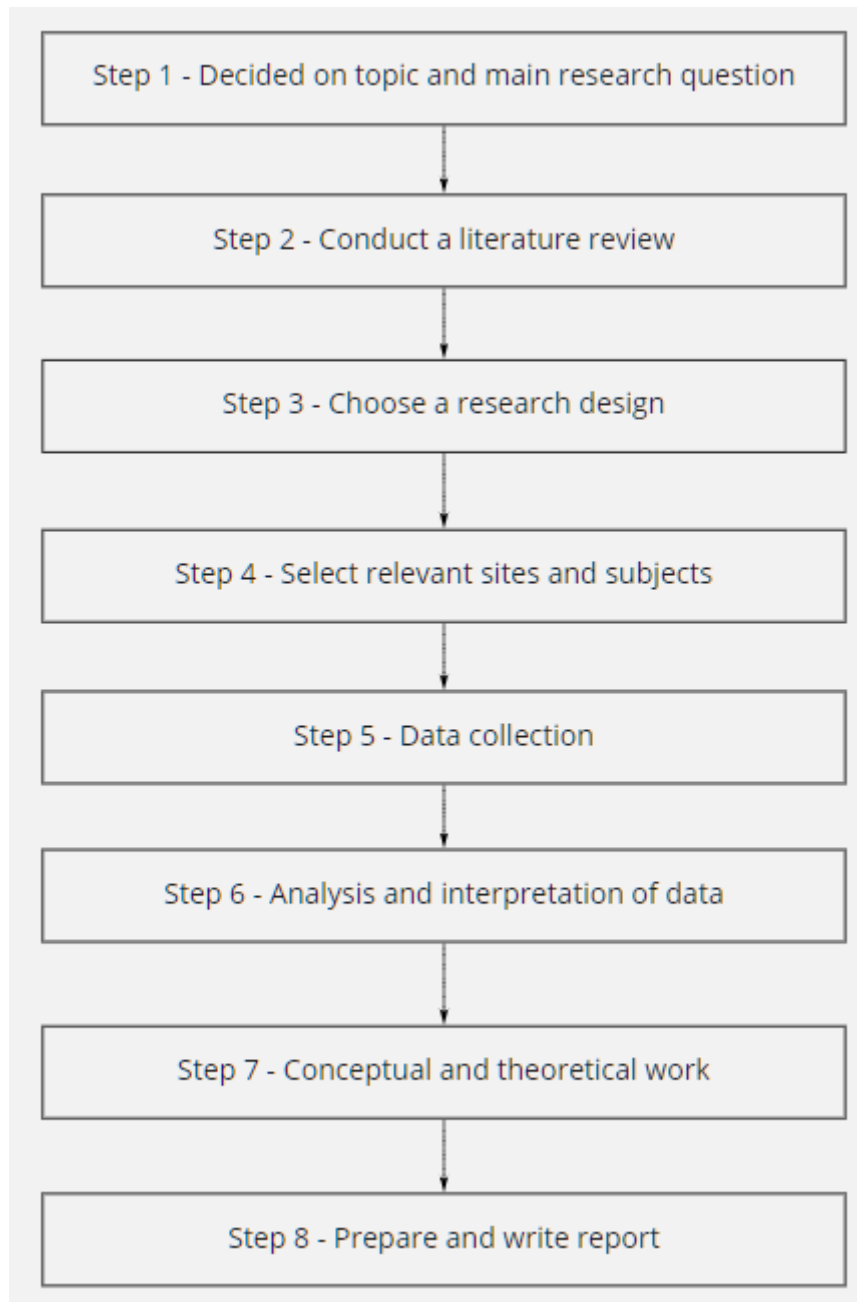 Step 1 - Decided on topic and main research question
Step 2 - Conduct a literature review
Step 3 - Choose a research design
Step 4 - Select relevant sites and subjects
Step 5 - Data collection
Step 6 - Analysis and interpretation of data
Step 7 - Conceptual and theoretical work
Step 8 - Prepare and write report